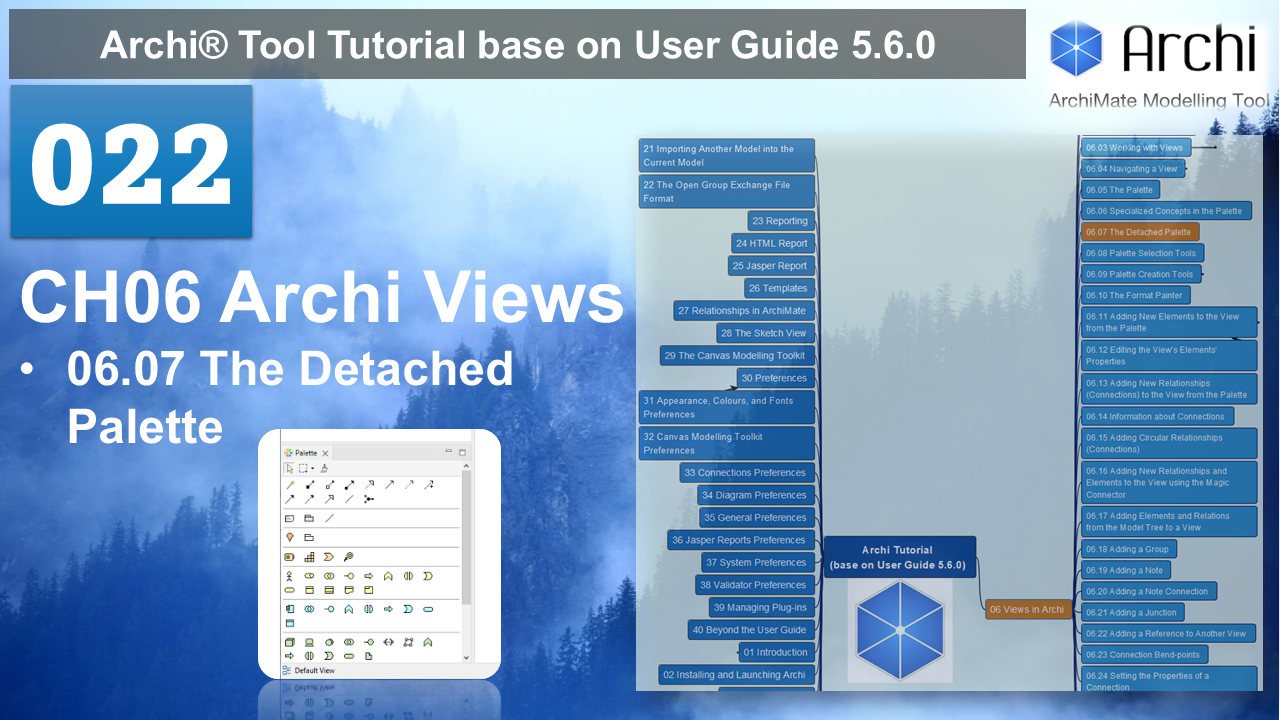 Archi® Tool Tutorial base on User Guide 5.6.0
Archi
ArchiMate Modelling Tool
022
CH06 Archi Views
• 06.07 The Detached
Palette
Palette
Default View
21 Importing Another Model into the
Current Model
22 The Open Group Exchange File
Format
23 Reporting
24 HTML Report
25 Jasper Report
26 Templates
27 Relationships in ArchiMate
28 The Sketch View
29 The Canvas Modelling Toolkit
30 Preferences
31 Appearance, Colours, and Fonts
Preferences
32 Canvas Modelling Toolkit
Preferences
33 Connections Preferences
34 Diagram Preferences
35 General Preferences
36 Jasper Reports Preferences
37 System Preferences
38 Validator Preferences
39 Managing Plug-ins
40 Beyond the User Guide
01 Introduction
02 Installing and Launching Archi
Archi Tutorial
(base on User Guide 5.6.0)
06 Views in Archi
06.03 Working with Views
06.04 Navigating a View
06.05 The Palette
06.06 Specialized Concepts in the Palette
06.07 The Detached Palette
06.08 Palette Selection Tools
06.09 Palette Creation Tools
06.10 The Format Painter
06.11 Adding New Elements to the View
from the Palette
06.12 Editing the View's Elements'
Properties
06.13 Adding New Relationships
(Connections) to the View from the Palette
06.14 Information about Connections
06.15 Adding Circular Relationships
(Connections)
06.16 Adding New Relationships and
Elements to the View using the Magic
Connector
06.17 Adding Elements and Relations
from the Model Tree to a View
06.18 Adding a Group
06.19 Adding a Note
06.20 Adding a Note Connection
06.21 Adding a Junction
06.22 Adding a Reference to Another View
06.23 Connection Bend-points
06.24 Setting the Properties of a
Connection